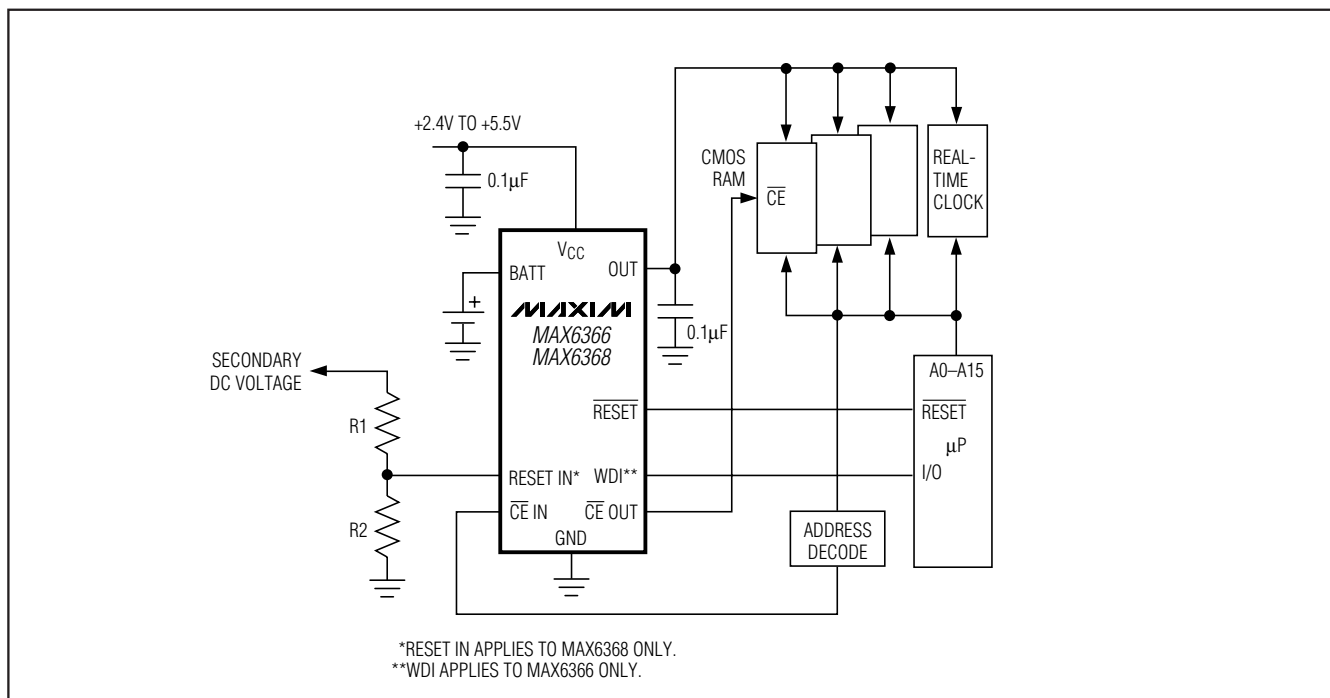 +2.4V TO +5.5V
0.1μF
CMOS
RAM
CE
REAL-
TIME
CLOCK
VCC
BATT
OUT
+
MAXIM
MAX6366
MAX6368
0.1μF
SECONDARY
DC VOLTAGE
A0–A15
R1
RESET
RESET
μP
RESET IN*
WDI**
I/O
R2
CE IN
CE OUT
GND
ADDRESS
DECODE
*RESET IN APPLIES TO MAX6368 ONLY.
**WDI APPLIES TO MAX6366 ONLY.